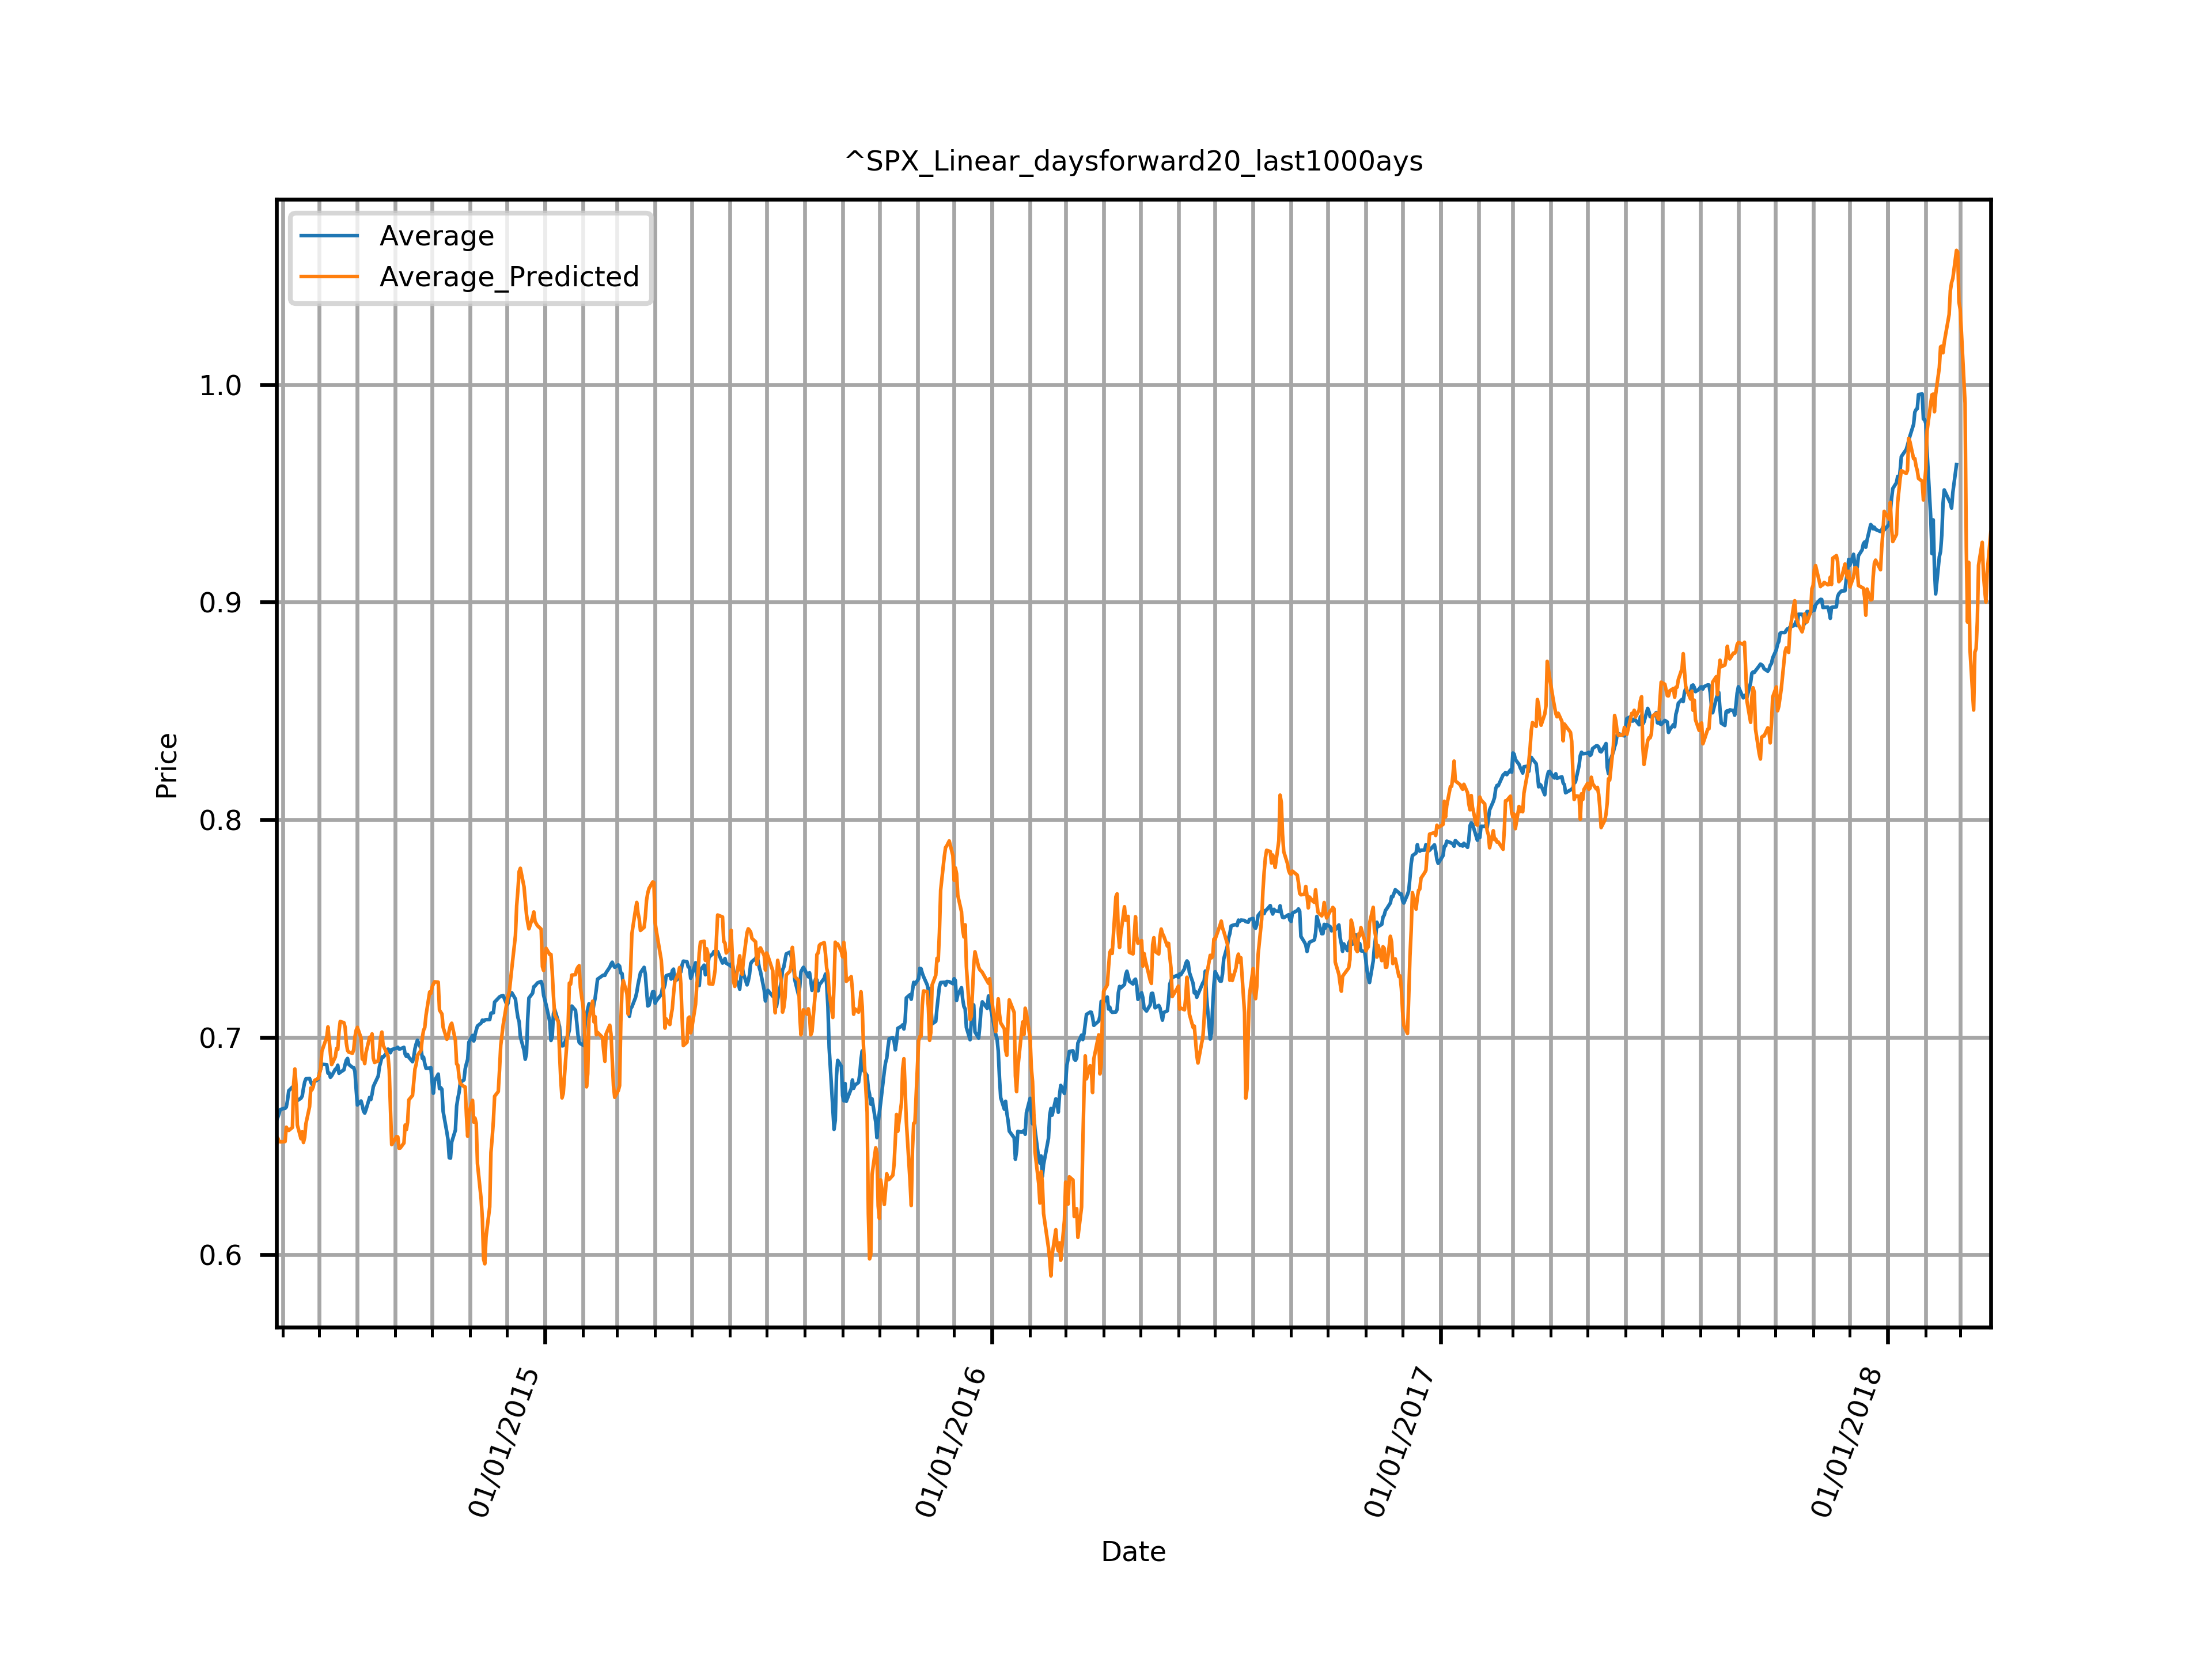 ^SPX_Linear_daysforward20_last1000ays
Average
Average_Predicted
1.0
0.9
0.8
0.7
0.6
Price
01/01/2015
01/01/2016
01/01/2017
01/01/2018
Date